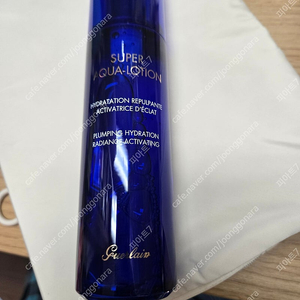 SUPER
AQUA-LOTION
HYDRATATION REPULPANTE
ACTIVATRICE D'ÉCLAT
PLUMPING HYDRATION
RADIANCE-ACTIVATING
Guerlain